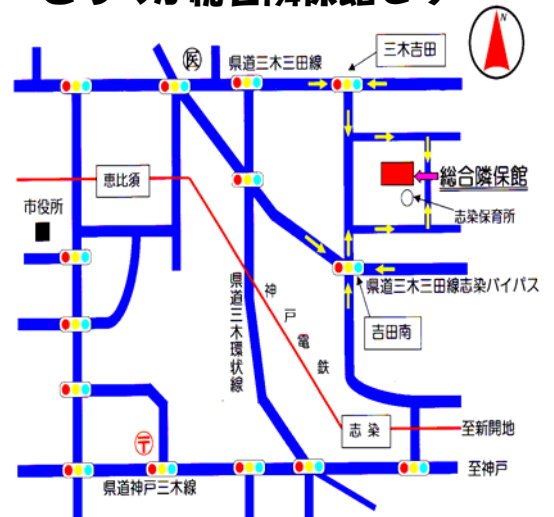 N
三木吉田
医
県道三木三田線
恵比須
総合隣保館
市役所
志染保育所
県道三木三田線志染バイパス
県道三木環状線
神戸電鉄
吉田南
志染
至新開地
〒
至神戸
県道神戸三木線